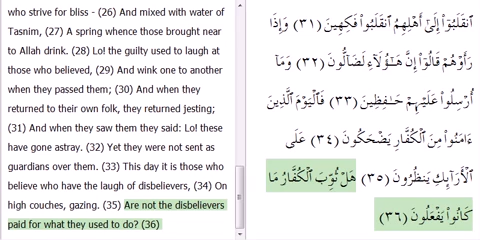 who strive for bliss - (26) And mixed with water of
Tasnim, (27) A spring whence those brought near
to Allah drink. (28) Lo! the guilty used to laugh at
those who believed, (29) And wink one to another
when they passed them; (30) And when they
returned to their own folk, they returned jesting;
(31) And when they saw them they said: Lo! these
have gone astray. (32) Yet they were not sent as
guardians over them. (33) This day it is those who
believe who have the laugh of disbelievers, (34) On
high couches, gazing. (35) Are not the disbelievers
paid for what they used to do? (36)
ٱنقَلَبُوٓا۟ إِلَىٰٓ أَهْلِهِمُ ٱنقَلَبُوا۟ فَكِهِينَ ﴿٣١﴾ وَإِذَا
رَأَوْهُمْ قَالُوٓا۟ إِنَّ هَٰٓؤُلَآءِ لَضَآلُّونَ ﴿٣٢﴾ وَمَآ
أُرْسِلُوا۟ عَلَيْهِمْ حَٰفِظِينَ ﴿٣٣﴾ فَٱلْيَوْمَ ٱلَّذِينَ
ءَامَنُوا۟ مِنَ ٱلْكُفَّارِ يَضْحَكُونَ ﴿٣٤﴾ عَلَى
ٱلْأَرَآئِكِ يَنظُرُونَ ﴿٣٥﴾ هَلْ ثُوِّبَ ٱلْكُفَّارُ مَا
كَانُوا۟ يَفْعَلُونَ ﴿٣٦﴾